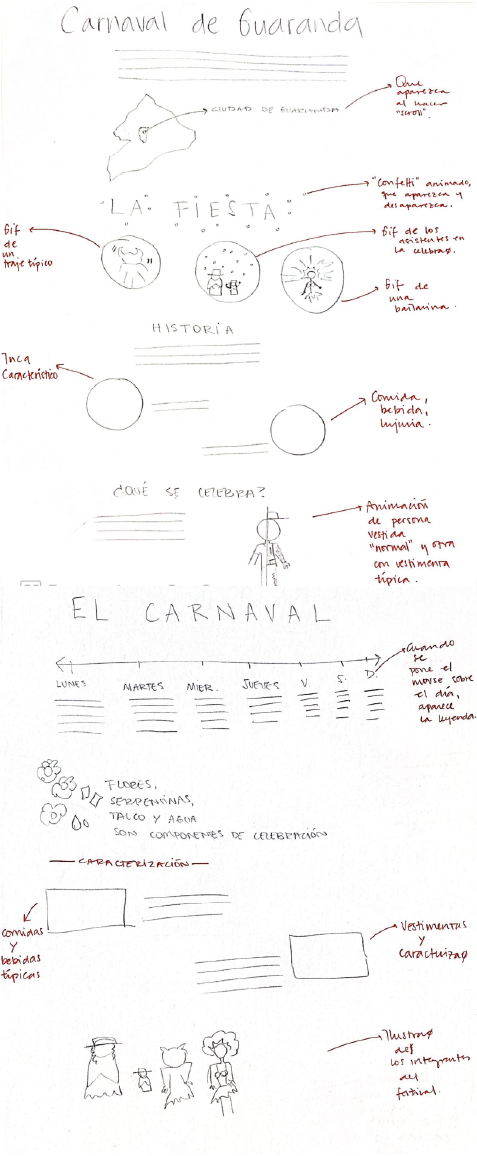 Carnaval de Guaranda
Que
aparezca
al hacer
"scroll".
CIUDAD DE GUARANDA
"Confetti" animado,
que aparezca y
desaparezca.
LA FIESTA
Gif
de
un
traje típico
Gif de los
asistentes en
la celebraø.
Gif de
una
bailarina.
HISTORIA
Inca
Característico
Comida,
bebida,
lujuria.
¿QUÉ SE CELEBRA?
Animación
de persona
vestida
"normal" y otra
con vestimenta
típica.
EL CARNAVAL
Cuando
se
pone el
mouse sobre
el día,
aparece
la leyenda.
LUNES MARTES MIER. JUEVES V. S. D.
FLORES,
SERPENTINAS,
TALCO Y AGUA
SON COMPONENTES DE CELEBRACIÓN
CARACTERIZACIÓN
Comidas
y
bebidas
típicas
Vestimentas
y
caracterizaø
Ilustraø
de
los integrantes
del
festival.